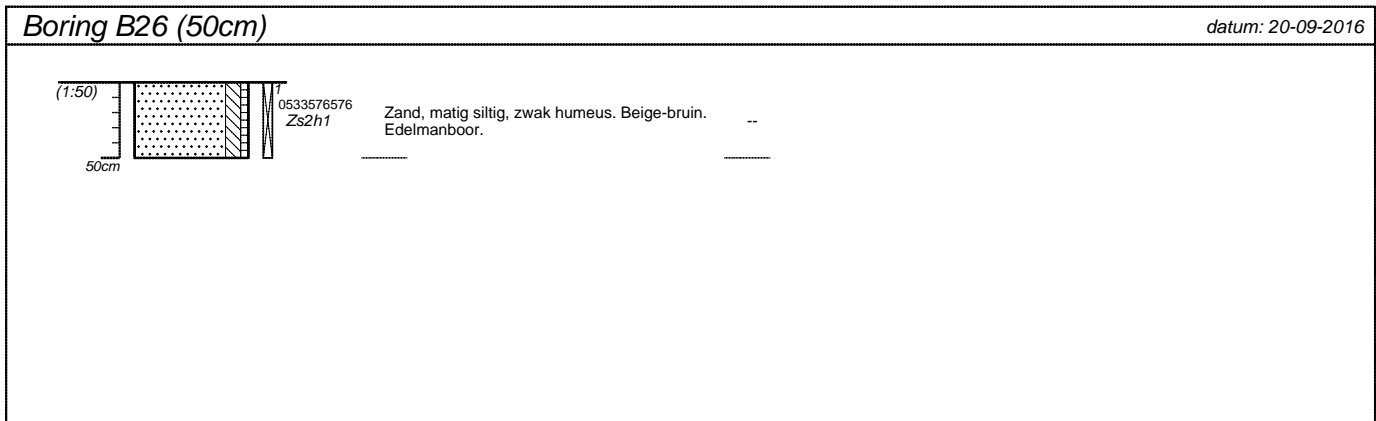 Boring B26 (50cm)
datum: 20-09-2016
(1:50)
1
0533576576
Zs2h1
Zand, matig siltig, zwak humeus. Beige-bruin.
Edelmanboor.
--
50cm